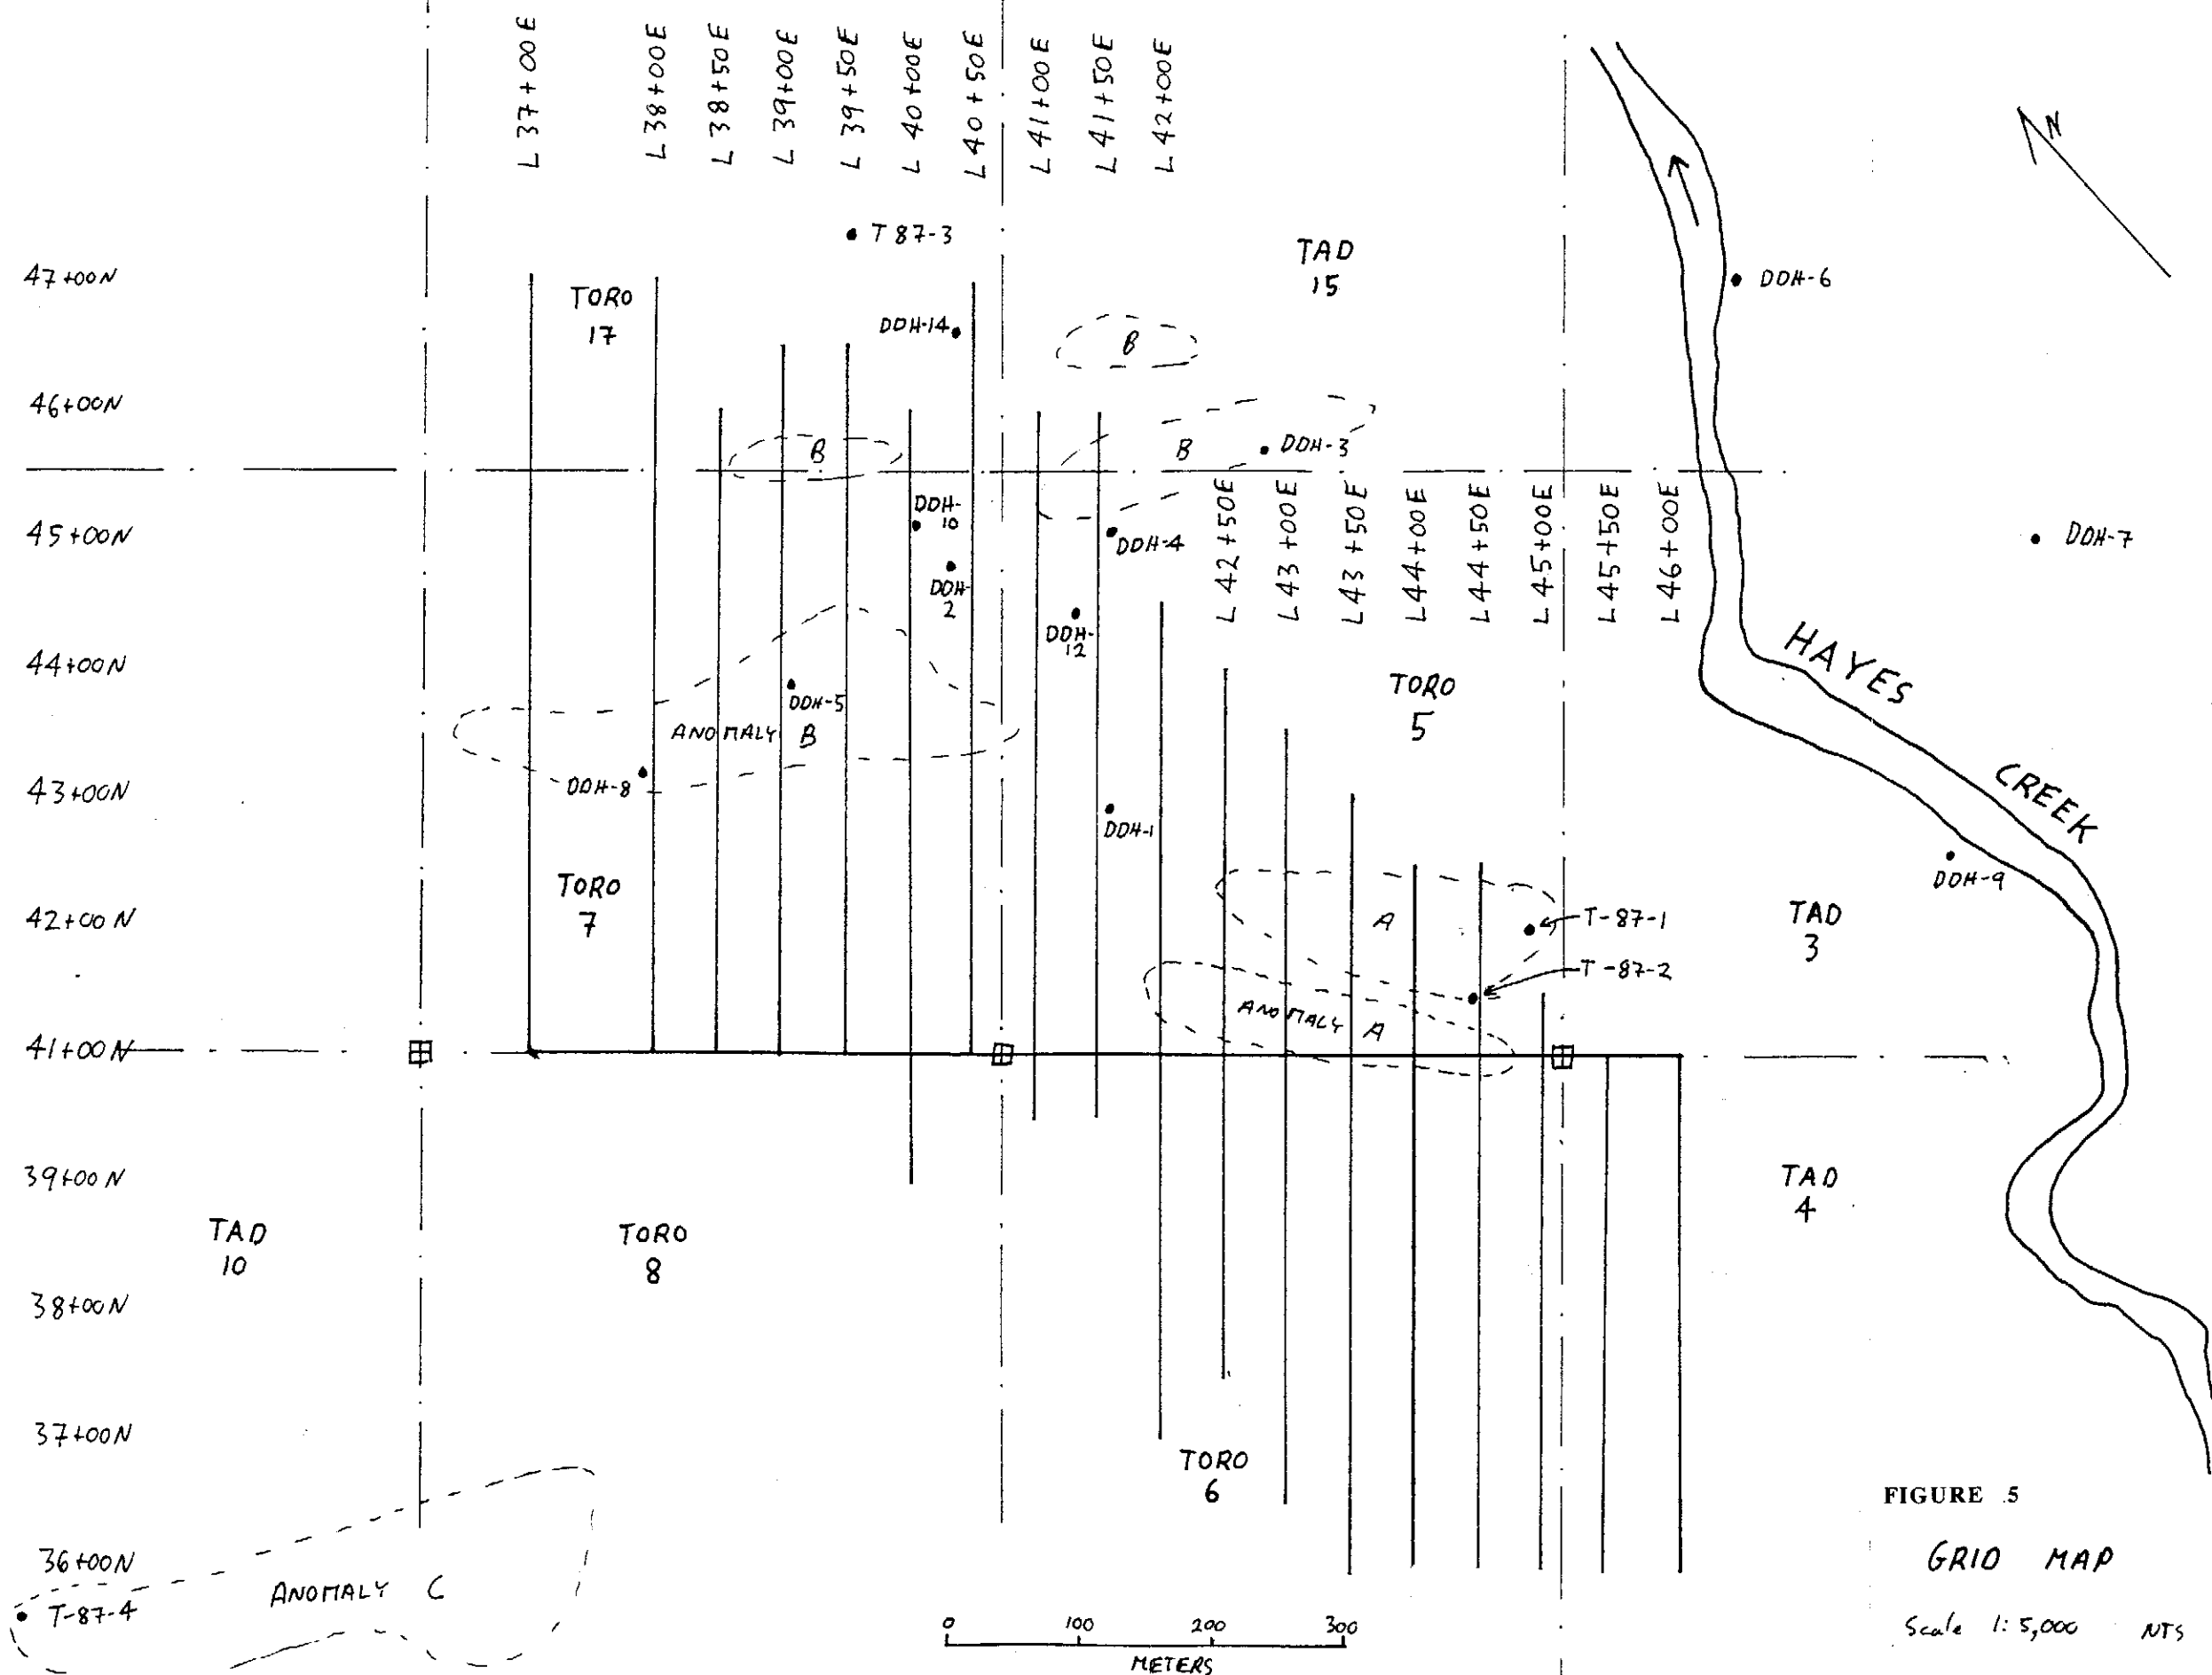 L 37+00E
L 38+00E
L 38+50E
L 39+00E
L 39+50E
L 40+00E
L 40+50E
L 41+00E
L 41+50E
L 42+00E
N
T 87-3
TAD
15
47+00N
TORO
17
DDH-6
DDH-14
B
46+00N
B
B
DDH-3
DDH-
10
45+00N
DDH-4
DDH-7
L 42+50E
L 43+00E
L 43+50E
L 44+00E
L 44+50E
L 45+00E
L 45+50E
L 46+00E
DDH-
2
DDH-
12
44+00N
HAYES
CREEK
TORO
5
DDH-5
ANOMALY B
DDH-8
43+00N
DDH-1
DDH-9
TORO
7
42+00N
A
T-87-1
TAD
3
T-87-2
ANOMALY A
41+00N
39+00N
TAD
4
TAD
10
TORO
8
38+00N
37+00N
TORO
6
FIGURE 5
36+00N
GRID MAP
ANOMALY C
T-87-4
0 100 200 300
METERS
Scale 1:5,000 NTS